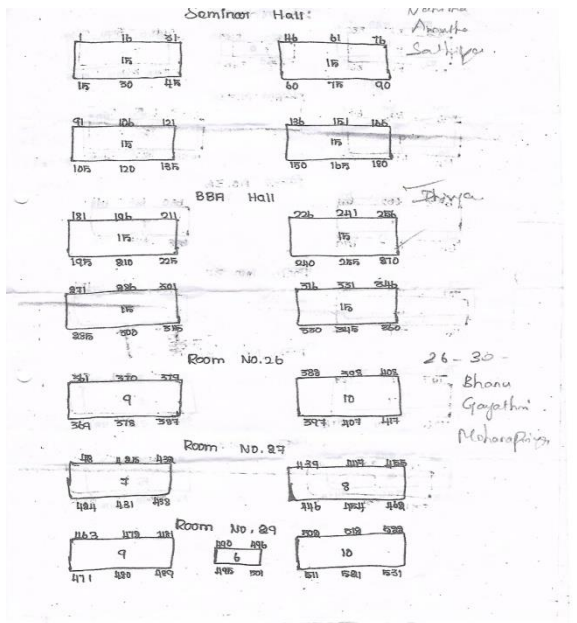 Seminar Hall:
1 16 31 46 61 76
15 15
15 30 45 60 75 90
91 106 121 136 151 166
15 15
105 120 135 150 165 180
BBA Hall
181 196 211 226 241 256
15 15
195 210 225 240 255 270
271 286 301 316 331 346
15 15
285 300 315 330 345 360
Room No.26
361 370 379 388 398 408
9 10
369 378 387 397 407 417
26-30-
Bhanu
Gayathri
Room No.27
425 432 439 447 455
7 8
424 431 438 446 454 462
Room No.29
463 472 481 490 496 502 512 522
9 6 10
471 480 489 495 501 511 521 531